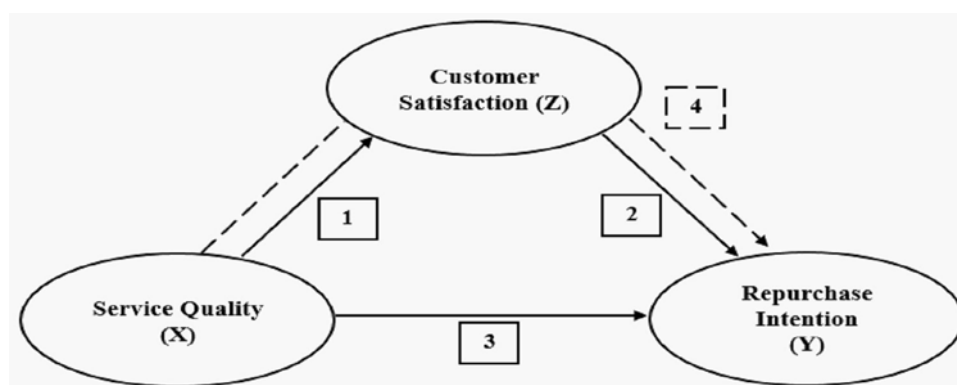 Customer
Satisfaction (Z)
4
1
2
Service Quality
(X)
3
Repurchase
Intention
(Y)